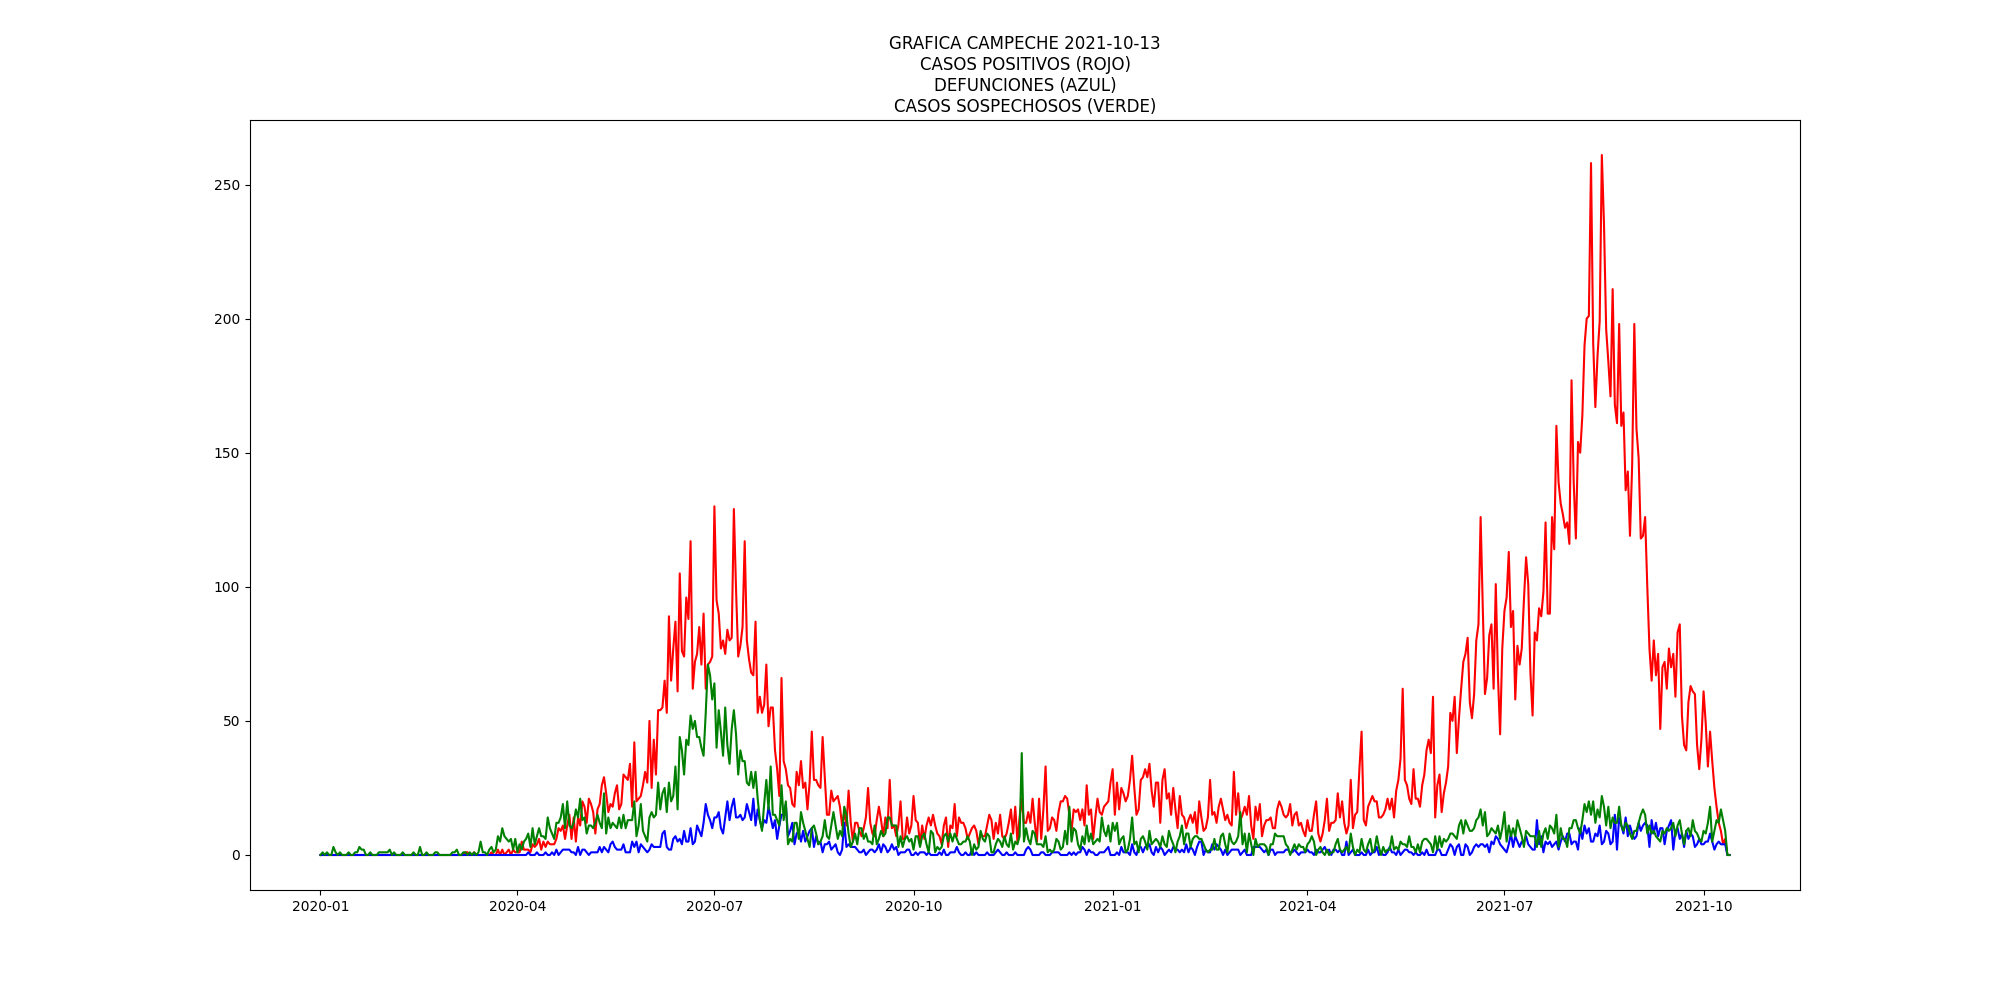 GRAFICA CAMPECHE 2021-10-13
CASOS POSITIVOS (ROJO)
DEFUNCIONES (AZUL)
CASOS SOSPECHOSOS (VERDE)
250
200
150
100
50
0
2020-01 2020-04 2020-07 2020-10 2021-01 2021-04 2021-07 2021-10